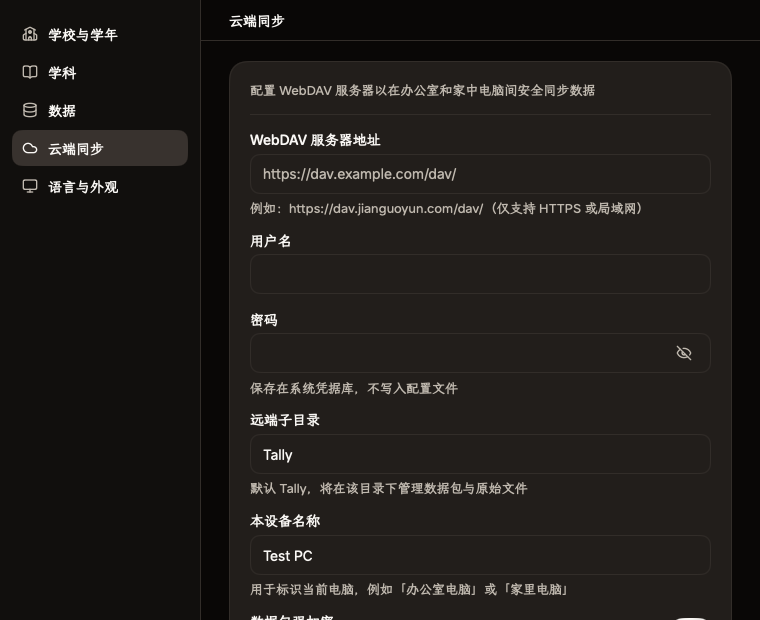 学校与学年
学科
数据
云端同步
语言与外观
云端同步
配置 WebDAV 服务器以在办公室和家中电脑间安全同步数据
WebDAV 服务器地址
https://dav.example.com/dav/
例如：https://dav.jianguoyun.com/dav/（仅支持 HTTPS 或局域网）
用户名
密码
保存在系统凭据库，不写入配置文件
远端子目录
Tally
默认 Tally，将在该目录下管理数据包与原始文件
本设备名称
Test PC
用于标识当前电脑，例如「办公室电脑」或「家里电脑」